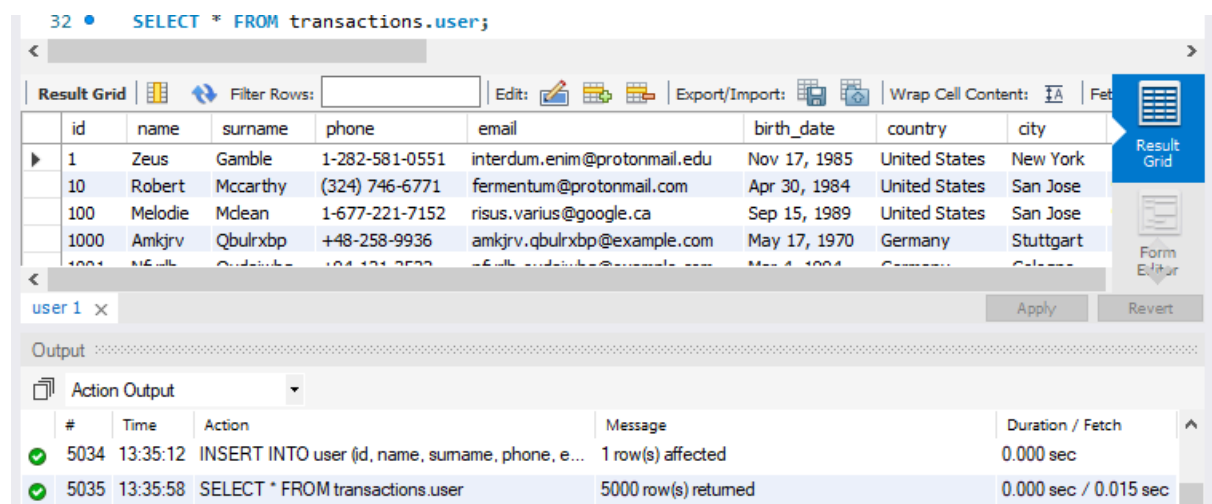 32 SELECT * FROM transactions.user;
Result Grid Filter Rows: Edit: Export/Import: Wrap Cell Content: Fet
id name surname phone email birth_date country city
1 Zeus Gamble 1-282-581-0551 interdum.enim@protonmail.edu Nov 17, 1985 United States New York
10 Robert Mccarthy (324) 746-6771 fermentum@protonmail.com Apr 30, 1984 United States San Jose
100 Melodie Mclean 1-677-221-7152 risus.varius@google.ca Sep 15, 1989 United States San Jose
1000 Amkjrv Qbulrxbp +48-258-9936 amkjrv.qbulrxbp@example.com May 17, 1970 Germany Stuttgart
Result
Grid
Form
Editor
user 1
Apply Revert
Output
Action Output
# Time Action Message Duration / Fetch
5034 13:35:12 INSERT INTO user (id, name, surname, phone, e... 1 row(s) affected 0.000 sec
5035 13:35:58 SELECT * FROM transactions.user 5000 row(s) returned 0.000 sec / 0.015 sec